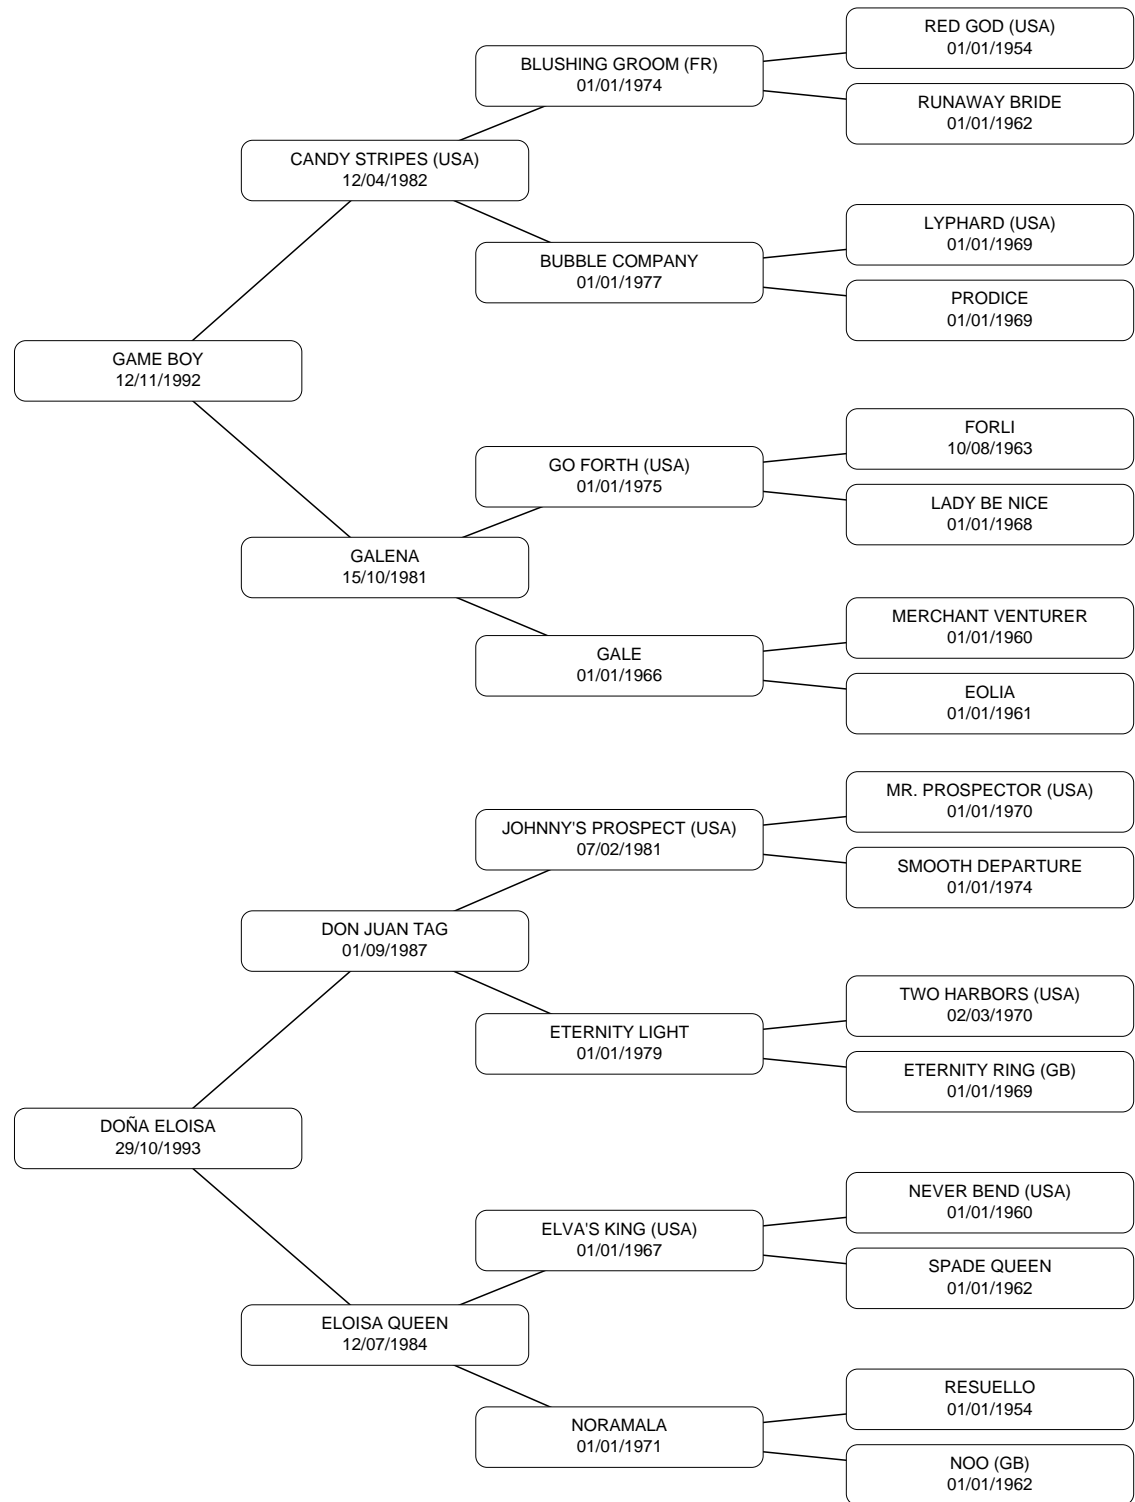 RED GOD (USA)
01/01/1954
BLUSHING GROOM (FR)
01/01/1974
RUNAWAY BRIDE
01/01/1962
CANDY STRIPES (USA)
12/04/1982
LYPHARD (USA)
01/01/1969
BUBBLE COMPANY
01/01/1977
PRODICE
01/01/1969
GAME BOY
12/11/1992
FORLI
10/08/1963
GO FORTH (USA)
01/01/1975
LADY BE NICE
01/01/1968
GALENA
15/10/1981
MERCHANT VENTURER
01/01/1960
GALE
01/01/1966
EOLIA
01/01/1961
MR. PROSPECTOR (USA)
01/01/1970
JOHNNY'S PROSPECT (USA)
07/02/1981
SMOOTH DEPARTURE
01/01/1974
DON JUAN TAG
01/09/1987
TWO HARBORS (USA)
02/03/1970
ETERNITY LIGHT
01/01/1979
ETERNITY RING (GB)
01/01/1969
DOÑA ELOISA
29/10/1993
NEVER BEND (USA)
01/01/1960
ELVA'S KING (USA)
01/01/1967
SPADE QUEEN
01/01/1962
ELOISA QUEEN
12/07/1984
RESUELLO
01/01/1954
NORAMALA
01/01/1971
NOO (GB)
01/01/1962